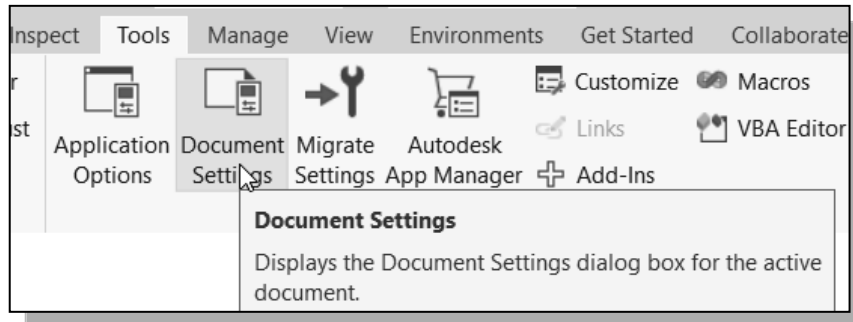 Inspect Tools Manage View Environments Get Started Collaborate
r
ist
Application Options
Document Settings
Migrate Settings
Autodesk App Manager
Customize
Links
Add-Ins
Macros
VBA Editor
Document Settings
Displays the Document Settings dialog box for the active
document.